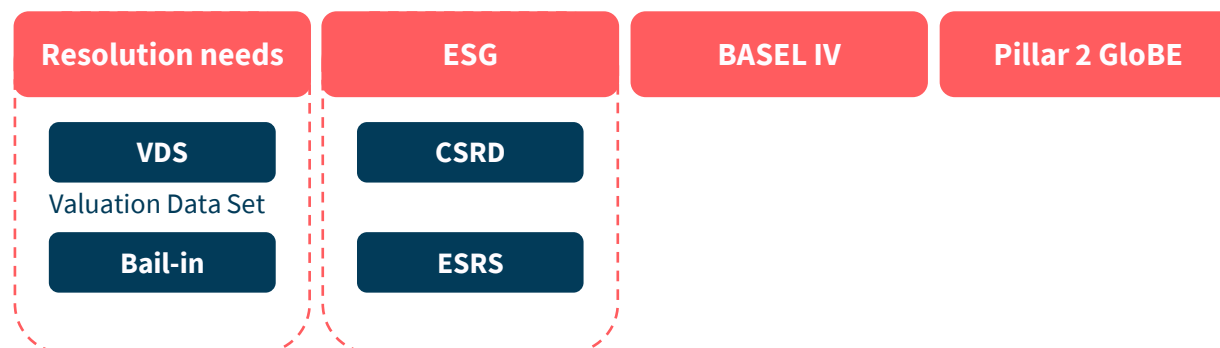 Resolution needs
ESG
BASEL IV
Pillar 2 GloBE
VDS
Valuation Data Set
Bail-in
CSRD
ESRS